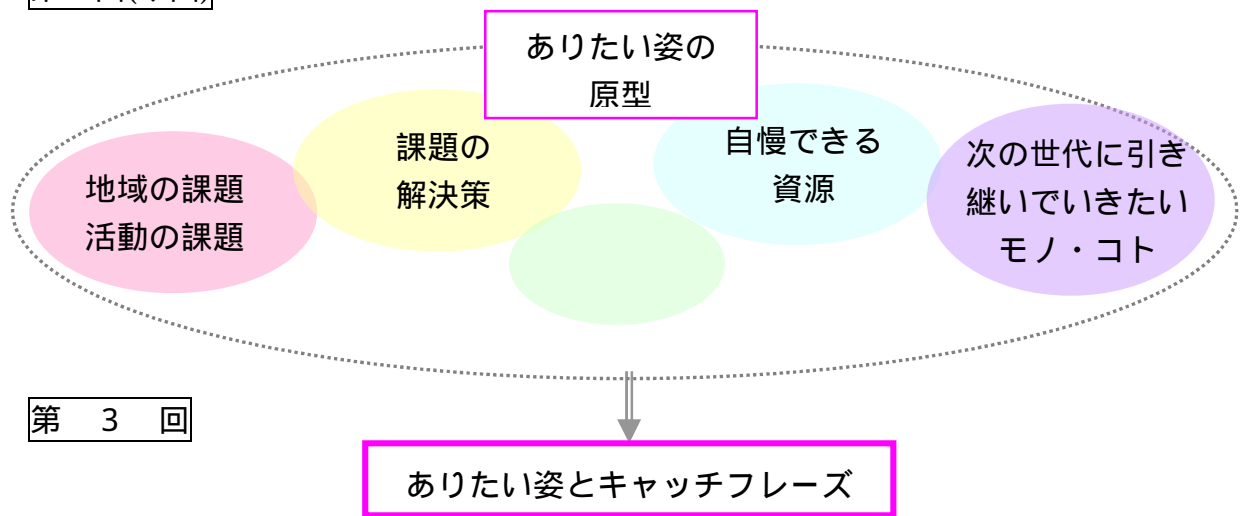 ありたい姿の
原型
課題の
解決策
自慢できる
資源
地域の課題
活動の課題
次の世代に引き
継いでいきたい
モノ・コト
第 3 回
ありたい姿とキャッチフレーズ